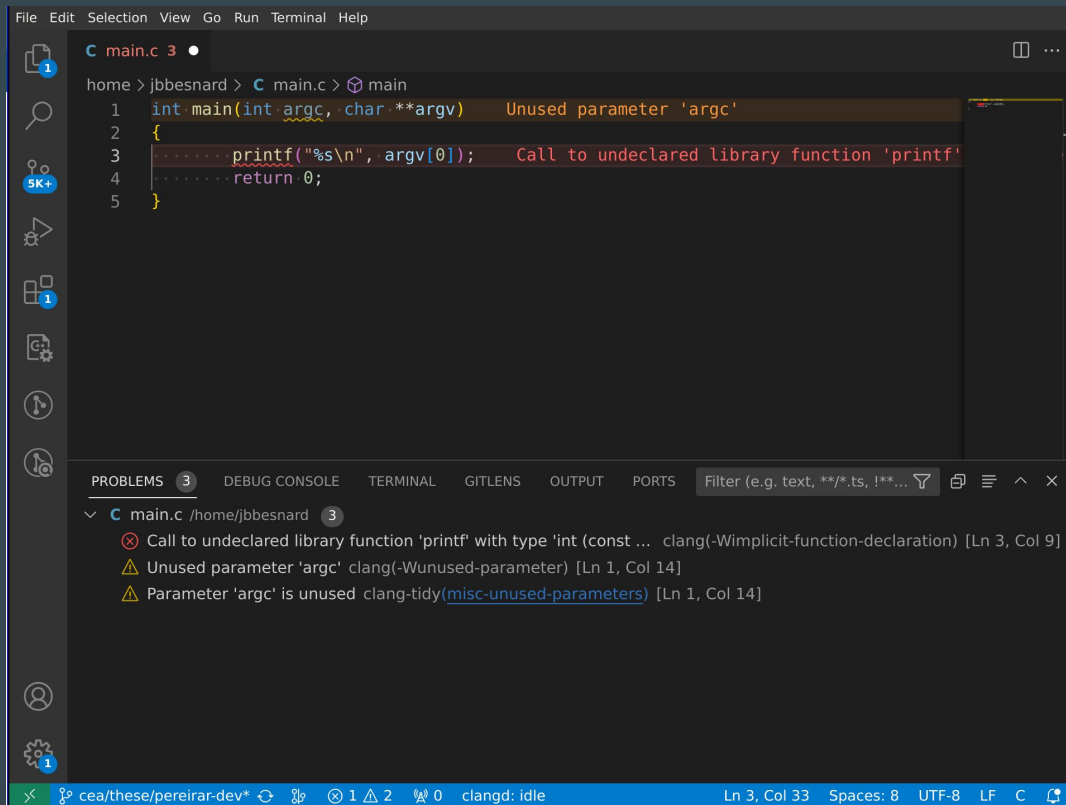 File Edit Selection View Go Run Terminal Help
C main.c 3
home > jbbesnard > C main.c > main
1 int main(int argc, char **argv) Unused parameter 'argc'
2 {
3 printf("%s\n", argv[0]); Call to undeclared library function 'printf'
4 return 0;
5 }
1
5K+
1
PROBLEMS 3 DEBUG CONSOLE TERMINAL GITLENS OUTPUT PORTS Filter (e.g. text, **/*.ts, !**...
C main.c /home/jbbesnard 3
Call to undeclared library function 'printf' with type 'int (const ... clang(-Wimplicit-function-declaration) [Ln 3, Col 9]
Unused parameter 'argc' clang(-Wunused-parameter) [Ln 1, Col 14]
Parameter 'argc' is unused clang-tidy(misc-unused-parameters) [Ln 1, Col 14]
1
cea/these/pereirar-dev* 1 2 0 clangd: idle Ln 3, Col 33 Spaces: 8 UTF-8 LF C